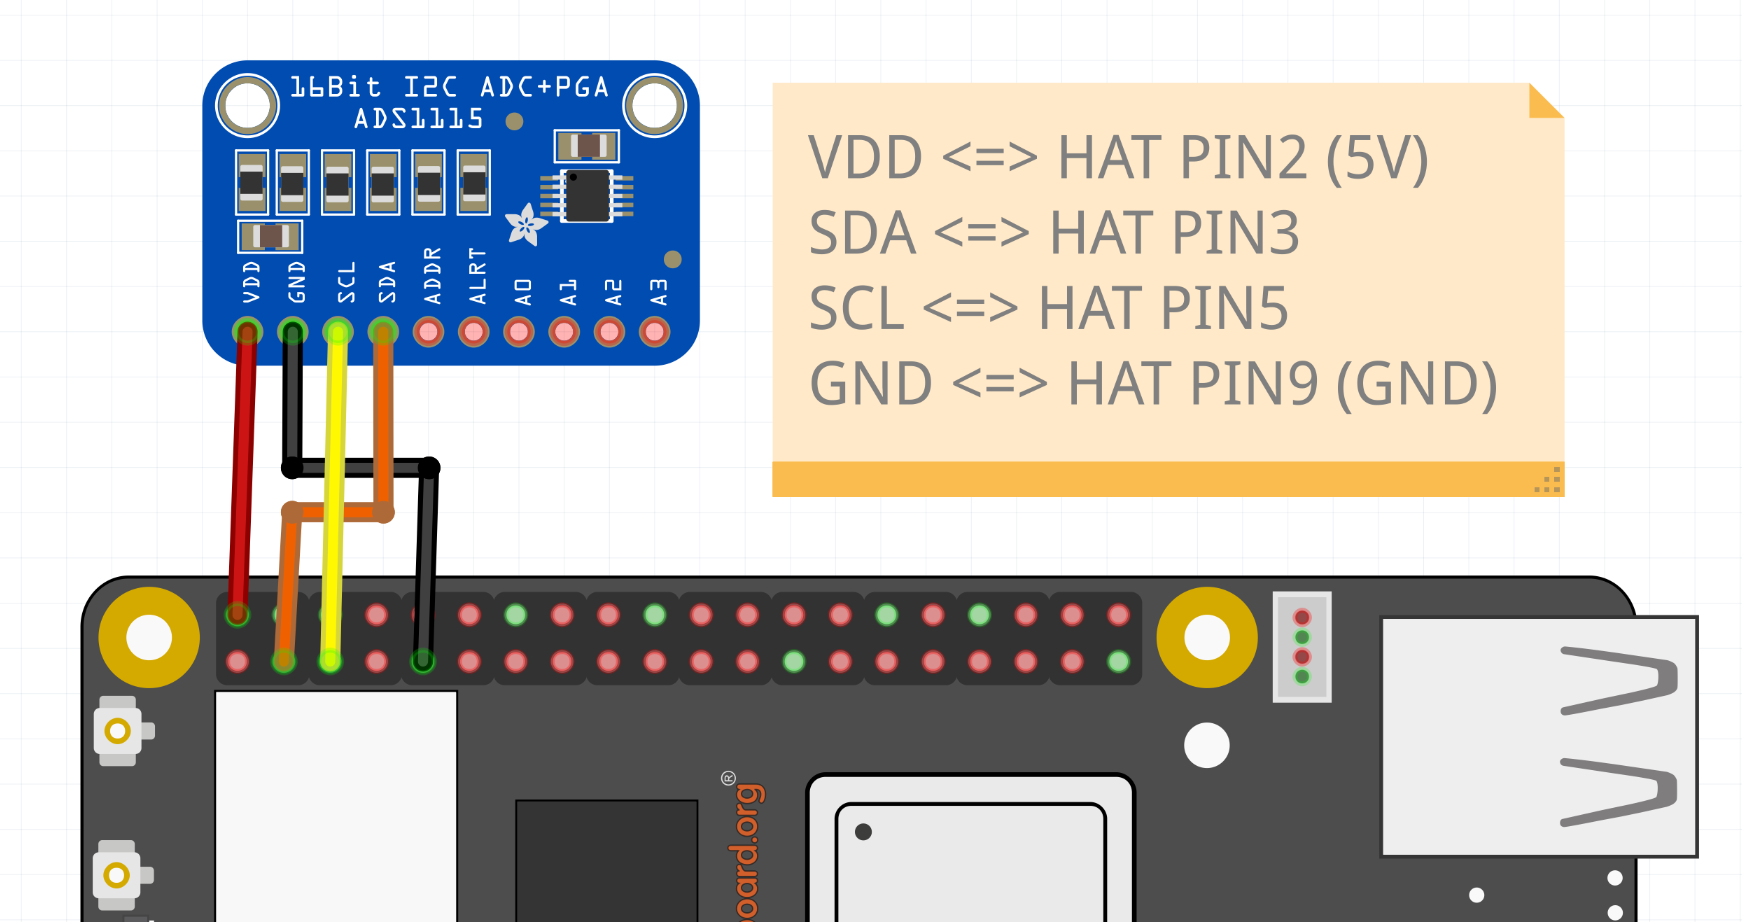 16Bit I2C ADC+PGA
ADS1115
VDD
GND
SCL
SDA
ADDR
ALRT
A0
A1
A2
A3
VDD <=> HAT PIN2 (5V)
SDA <=> HAT PIN3
SCL <=> HAT PIN5
GND <=> HAT PIN9 (GND)
board.org®